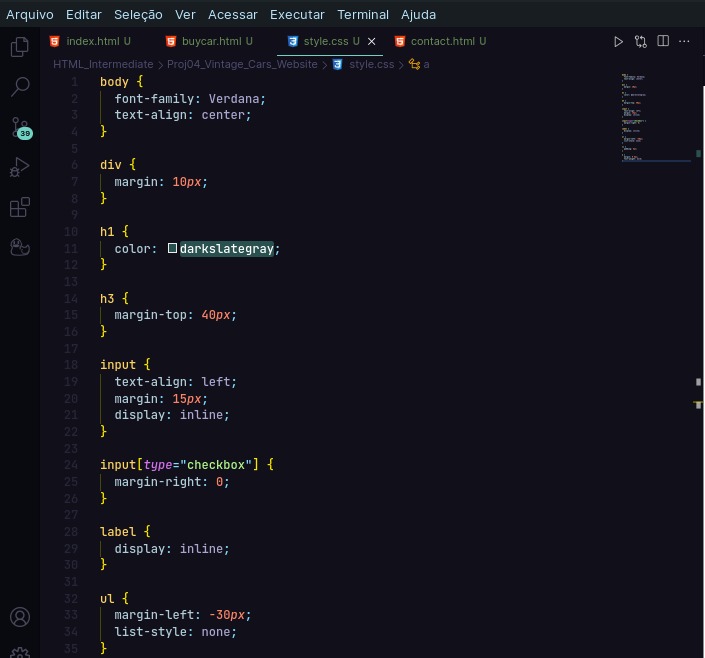 Arquivo Editar Seleção Ver Acessar Executar Terminal Ajuda
index.html U buycar.html U style.css U contact.html U
HTML_Intermediate > Proj04_Vintage_Cars_Website > style.css > a
39
1 body {
2 font-family: Verdana;
3 text-align: center;
4 }
5
6 div {
7 margin: 10px;
8 }
9
10 h1 {
11 color: darkslategray;
12 }
13
14 h3 {
15 margin-top: 40px;
16 }
17
18 input {
19 text-align: left;
20 margin: 15px;
21 display: inline;
22 }
23
24 input[type="checkbox"] {
25 margin-right: 0;
26 }
27
28 label {
29 display: inline;
30 }
31
32 ul {
33 margin-left: -30px;
34 list-style: none;
35 }